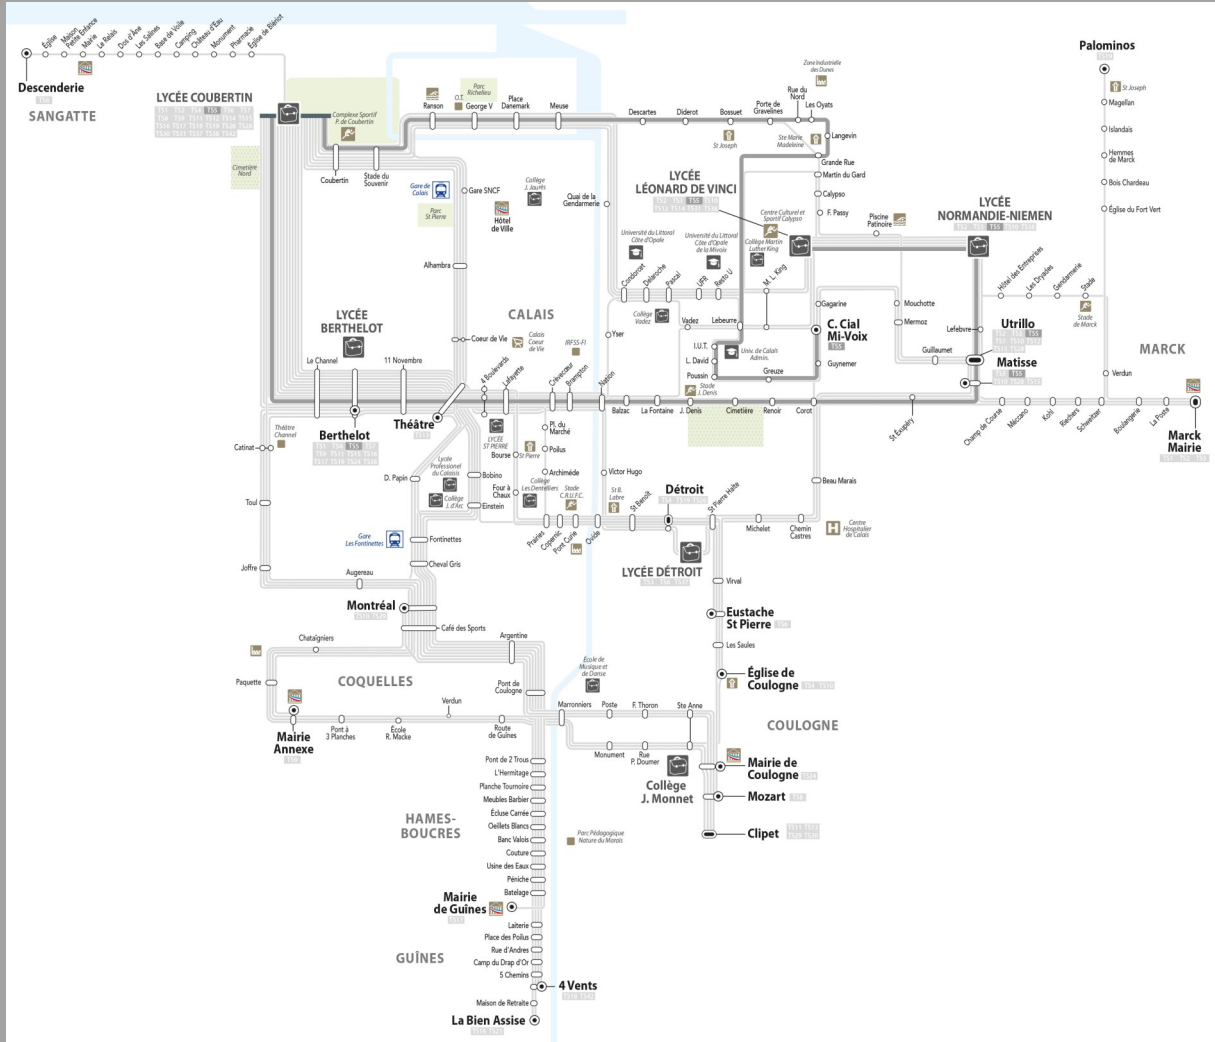 Église
Maison
Petite Enfance
Mairie
Le Relais
Dos d'Âne
Les Salines
Base de Voile
Camping
Château d'Eau
Monument
Pharmacie
Église de Blériot
Descenderie
SANGATTE
LYCÉE COUBERTIN
Complexe Sportif
P. de Coubertin
Cimetière
Nord
Coubertin
Stade du
Souvenir
Ranson
O.T.
Parc
Richelieu
George V
Place
Danemark
Meuse
Descartes
Diderot
Bossuet
St Joseph
Porte de
Gravelines
Rue du
Nord
Les Oyats
Zone Industrielle
des Dunes
Ste Marie
Madeleine
Langevin
Grande Rue
Martin du Gard
Calypso
F. Passy
Piscine
Patinoire
Palominos
St Joseph
Magellan
Islandais
Hemmes
de Marck
Bois Chardeau
Église du Fort Vert
Gare de
Calais
Parc
St Pierre
Gare SNCF
Hôtel
de Ville
Collège
J. Jaurès
Quai de la
Gendarmerie
LYCÉE
LÉONARD DE VINCI
TS5
Centre Culturel et
Sportif Calypso
Collège Martin
Luther King
LYCÉE
NORMANDIE-NIEMEN
TS5
Université du Littoral
Côte d'Opale
Université du Littoral
Côte d'Opale
de la Mivoix
Alhambra
Condorcet
Delaroche
Pascal
UFR
Resto U
M. L. King
Hôtel des Entreprises
Les Dryades
Gendarmerie
Stade
Stade
de Marck
LYCÉE
BERTHELOT
CALAIS
Collège
Vadez
Vadez
Lebeurre
Gagarine
C. Cial
Mi-Voix
Mouchotte
Mermoz
Lefebvre
Utrillo
Guillaumet
Matisse
MARCK
Coeur de Vie
Calais
Coeur
de Vie
IRFSS-FI
Yser
I.U.T.
L. David
Poussin
Univ. de Calais
Admin.
Greuze
Guynemer
Verdun
Le Channel
11 Novembre
4 Boulevards
Lafayette
Crèvecœur
Brampton
Nation
Stade
J. Denis
Balzac
La Fontaine
J. Denis
Cimetière
Renoir
Corot
St Exupéry
Champ de Course
Méccano
Kohl
Riechers
Schweitzer
Boulangerie
La Poste
Marck
Mairie
Berthelot
Théâtre
Théâtre
Channel
Catinat
LYCÉE
ST PIERRE
Bourse
St Pierre
Pl. du
Marché
Poilus
Archiméde
Lycée
Professionel
du Calaisis
D. Papin
Bobino
Collège
J. d'Arc
Einstein
Four à
Chaux
Collège
Les Dentelliers
Stade
C.R.U.F.C.
St B.
Labre
Victor Hugo
Détroit
St Benoît
St Pierre Halte
Beau Marais
Toul
Gare
Les Fontinettes
Fontinettes
Cheval Gris
Prairies
Copernic
Pont Curie
Ovide
Michelet
Chemin
Castres
Centre
Hospitalier
de Calais
LYCÉE DÉTROIT
Joffre
Augereau
Virval
Montréal
Eustache
St Pierre
Café des Sports
Chataîgniers
Argentine
Les Saules
COQUELLES
Paquette
Pont de
Coulogne
École de
Musique et
de Danse
Église de
Coulogne
Mairie
Annexe
Pont à
3 Planches
École
R. Macke
Verdun
Route
de Guînes
Marronniers
Poste
F. Thoron
Ste Anne
COULOGNE
Monument
Rue
P. Doumer
Collège
J. Monnet
Mairie de
Coulogne
Mozart
Clipet
Pont de 2 Trous
L'Hermitage
Planche Tournoire
Meubles Barbier
Écluse Carrée
Oeillets Blancs
Banc Valois
Couture
Usine des Eaux
Péniche
Batelage
HAMES-
BOUCRES
Parc Pédagogique
Nature du Marais
Mairie
de Guînes
Laiterie
Place des Poilus
Rue d'Andres
Camp du Drap d'Or
5 Chemins
GUÎNES
4 Vents
Maison de Retraite
La Bien Assise